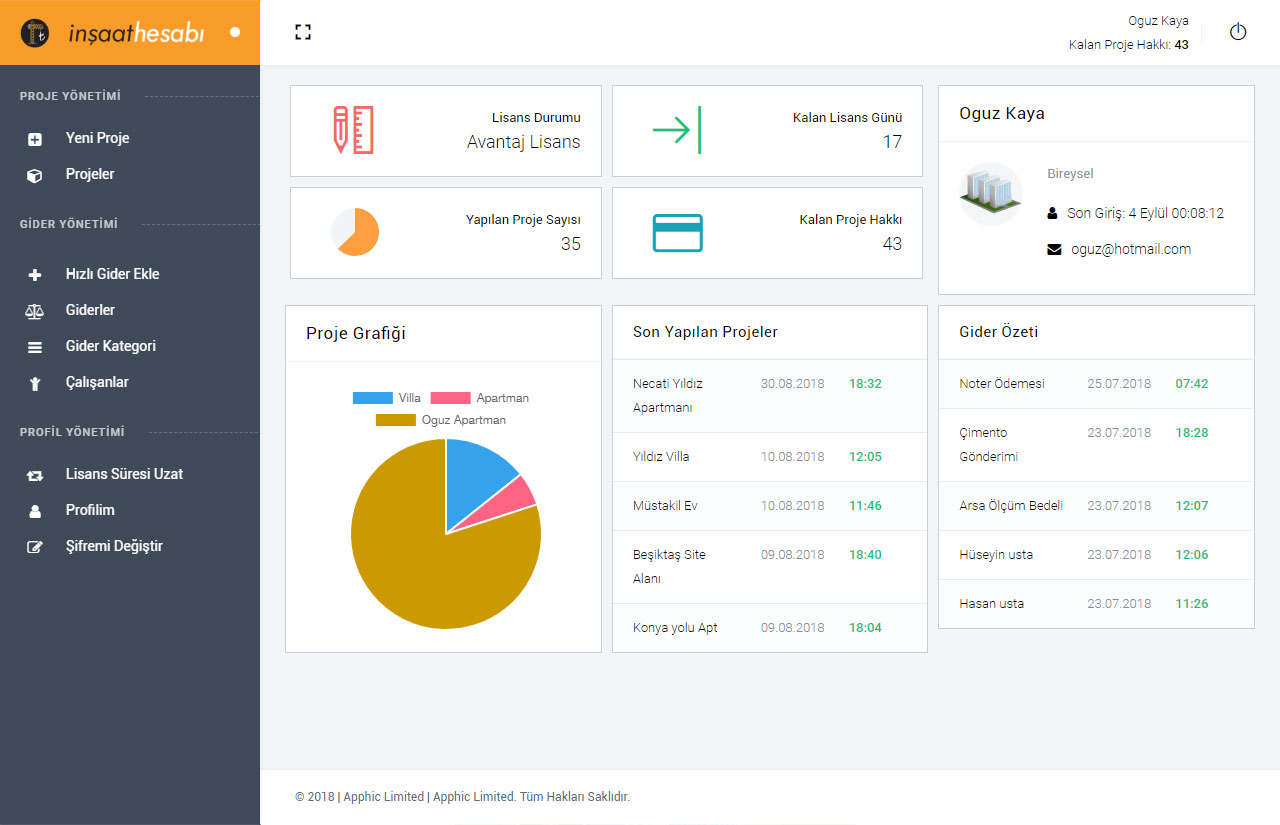 inşaathesabı
Oguz Kaya
Kalan Proje Hakkı: 43
PROJE YÖNETİMİ
Yeni Proje
Projeler
GİDER YÖNETİMİ
Hızlı Gider Ekle
Giderler
Gider Kategori
Çalışanlar
PROFİL YÖNETİMİ
Lisans Süresi Uzat
Profilim
Şifremi Değiştir
Lisans Durumu
Avantaj Lisans
Kalan Lisans Günü
17
Yapılan Proje Sayısı
35
Kalan Proje Hakkı
43
Oguz Kaya
Bireysel
Son Giriş: 4 Eylül 00:08:12
oguz@hotmail.com
Proje Grafiği
Villa Apartman
Oguz Apartman
Son Yapılan Projeler
Necati Yıldız 30.08.2018 18:32
Apartmanı
Yıldız Villa 10.08.2018 12:05
Müstakil Ev 10.08.2018 11:46
Beşiktaş Site 09.08.2018 18:40
Alanı
Konya yolu Apt 09.08.2018 18:04
Gider Özeti
Noter Ödemesi 25.07.2018 07:42
Çimento 23.07.2018 18:28
Gönderimi
Arsa Ölçüm Bedeli 23.07.2018 12:07
Hüseyin usta 23.07.2018 12:06
Hasan usta 23.07.2018 11:26
© 2018 | Apphic Limited | Apphic Limited. Tüm Hakları Saklıdır.